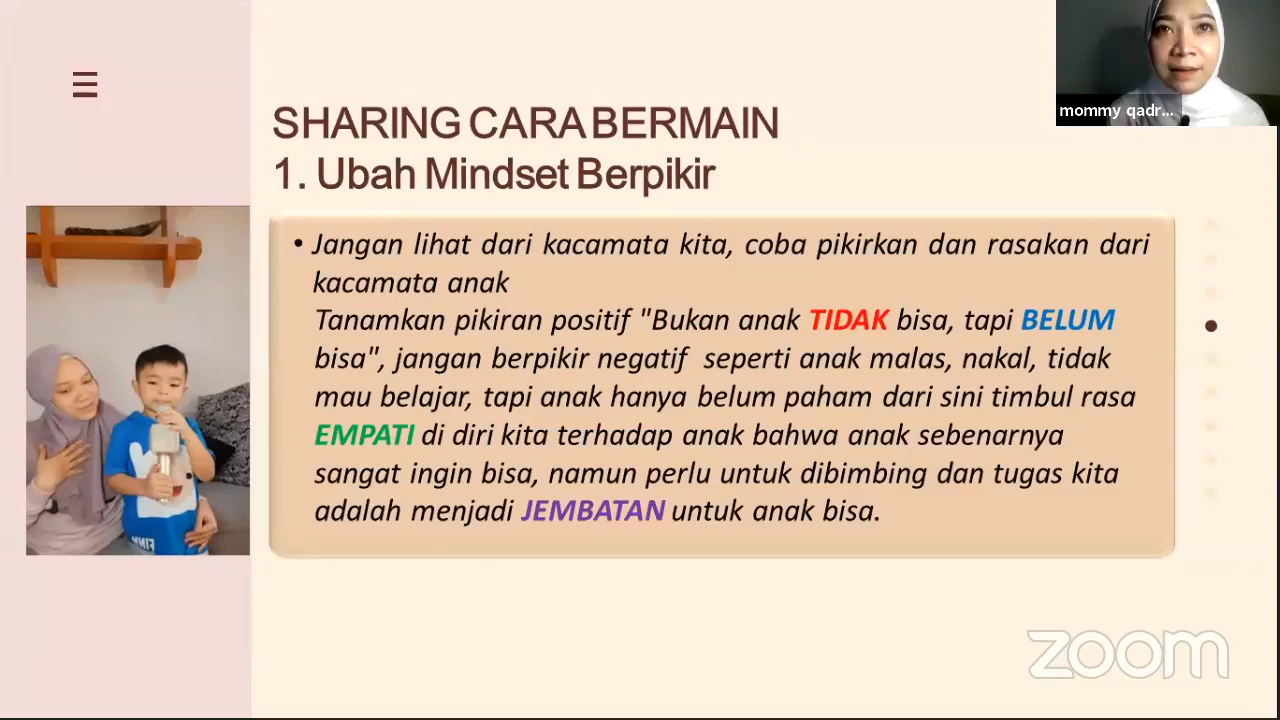 mommy qadr...
SHARING CARA BERMAIN
1. Ubah Mindset Berpikir
• Jangan lihat dari kacamata kita, coba pikirkan dan rasakan dari
kacamata anak
Tanamkan pikiran positif "Bukan anak TIDAK bisa, tapi BELUM
bisa", jangan berpikir negatif seperti anak malas, nakal, tidak
mau belajar, tapi anak hanya belum paham dari sini timbul rasa
EMPATI di diri kita terhadap anak bahwa anak sebenarnya
sangat ingin bisa, namun perlu untuk dibimbing dan tugas kita
adalah menjadi JEMBATAN untuk anak bisa.
zoom